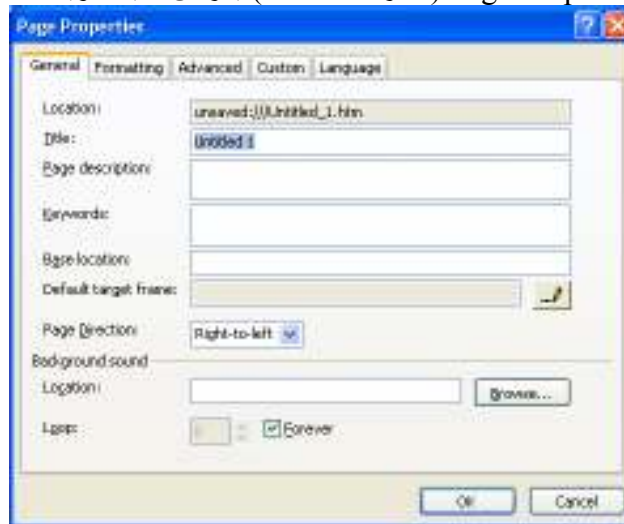 Page Properties
General Formatting Advanced Custom Language
Location: unsaved:///Untitled_1.htm
Title: Untitled 1
Page description:
Keywords:
Base location:
Default target frame:
Page Direction: Right-to-left
Background sound
Location: Browse...
Loop: Forever
OK Cancel